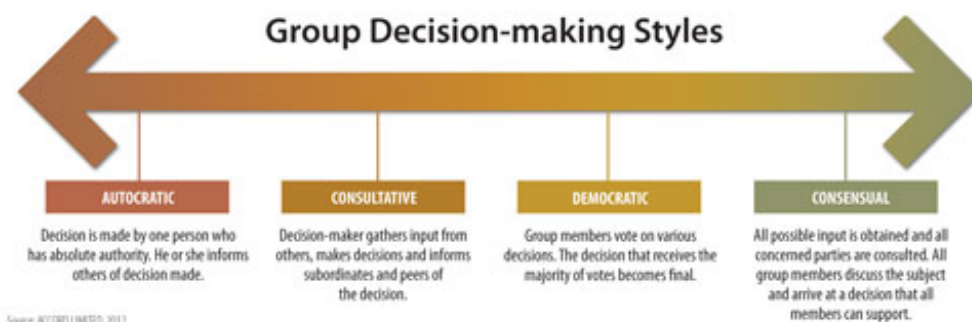 Group Decision-making Styles
AUTOCRATIC
Decision is made by one person who
has absolute authority. He or she informs
others of decision made.
CONSULTATIVE
Decision-maker gathers input from
others, makes decisions and informs
subordinates and peers of
the decision.
DEMOCRATIC
Group members vote on various
decisions. The decision that receives the
majority of votes becomes final.
CONSENSUAL
All possible input is obtained and all
concerned parties are consulted. All
group members discuss the subject
and arrive at a decision that all
members can support.
Source: ACCORD LIMITED, 2012